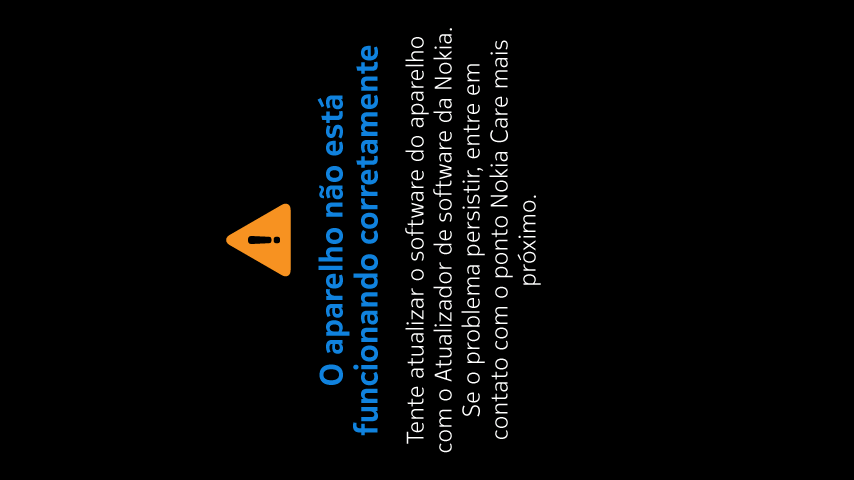 O aparelho não está
funcionando corretamente
Tente atualizar o software do aparelho
com o Atualizador de software da Nokia.
Se o problema persistir, entre em
contato com o ponto Nokia Care mais
próximo.